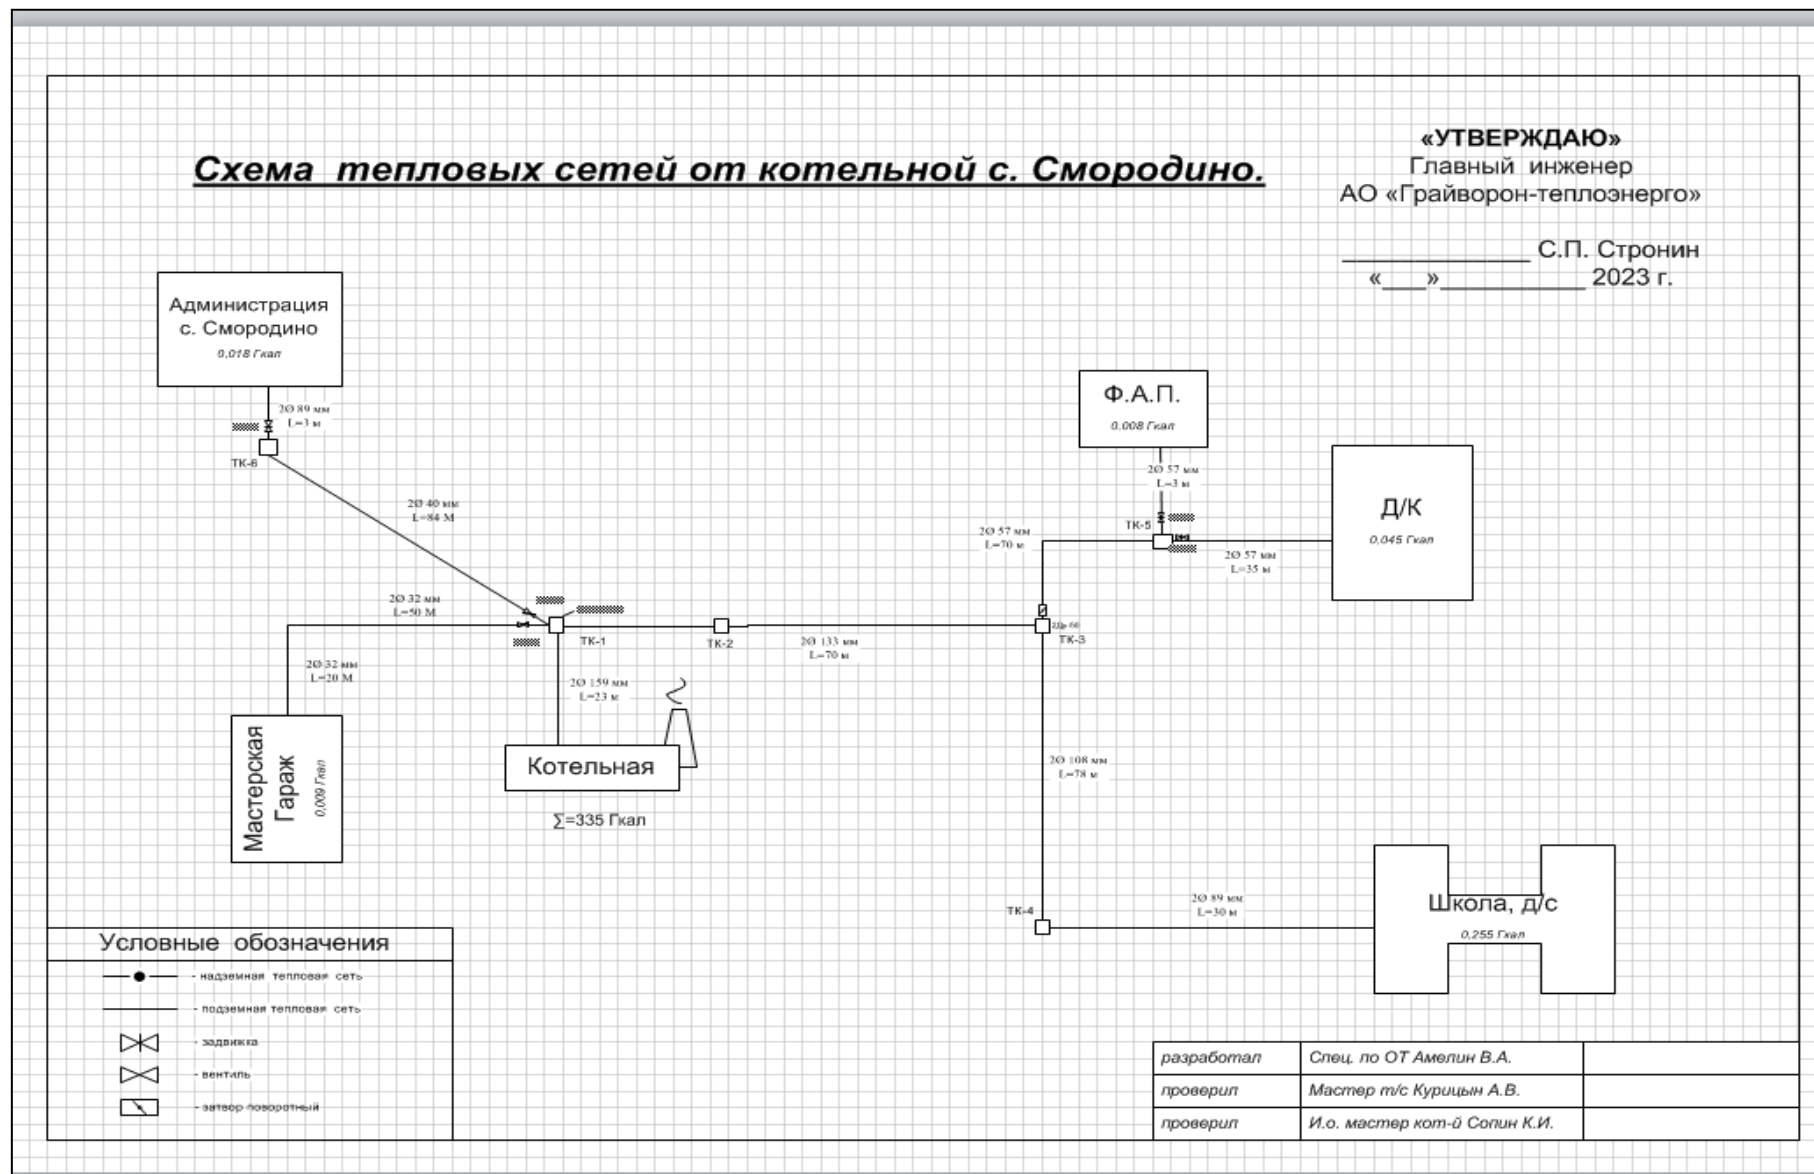 Схема тепловых сетей от котельной с. Смородино.
«УТВЕРЖДАЮ»
Главный инженер
АО «Грайворон-теплоэнерго»
_______________ С.П. Стронин
«___»___________ 2023 г.
Администрация
с. Смородино
0,018 Гкал
2Ø 89 мм
L=3 м
ТК-6
2Ø 40 мм
L=84 М
2Ø 32 мм
L=50 М
2Ø 32 мм
L=20 М
Мастерская
Гараж
0,009 Гкал
ТК-1
ТК-2
2Ø 159 мм
L=23 м
Котельная
∑=335 Гкал
2Ø 133 мм
L=70 м
ТК-3
Ф.А.П.
0,008 Гкал
2Ø 57 мм
L=3 м
ТК-5
2Ø 57 мм
L=70 м
2Ø 57 мм
L=35 м
Д/К
0,045 Гкал
2Ø 108 мм
L=78 м
ТК-4
2Ø 89 мм
L=30 м
Школа, д/с
0,255 Гкал
Условные обозначения
- надземная тепловая сеть
- подземная тепловая сеть
- задвижка
- вентиль
- затвор поворотный
разработал Спец. по ОТ Амелин В.А.
проверил Мастер т/с Курицын А.В.
проверил И.о. мастер кот-й Сопин К.И.